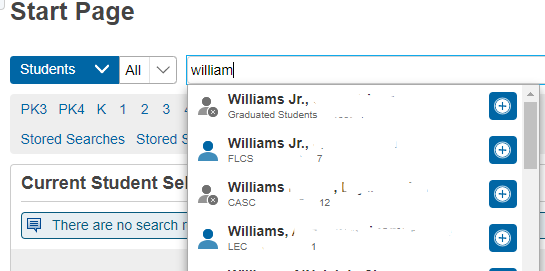 Start Page
Students All william
Williams Jr.,
Graduated Students
PK3 PK4 K 1 2 3
Williams Jr.,
FLCS 7
Stored Searches Stored S
Williams
CASC 12
Current Student Sel
Williams, A
LEC 1
There are no search r